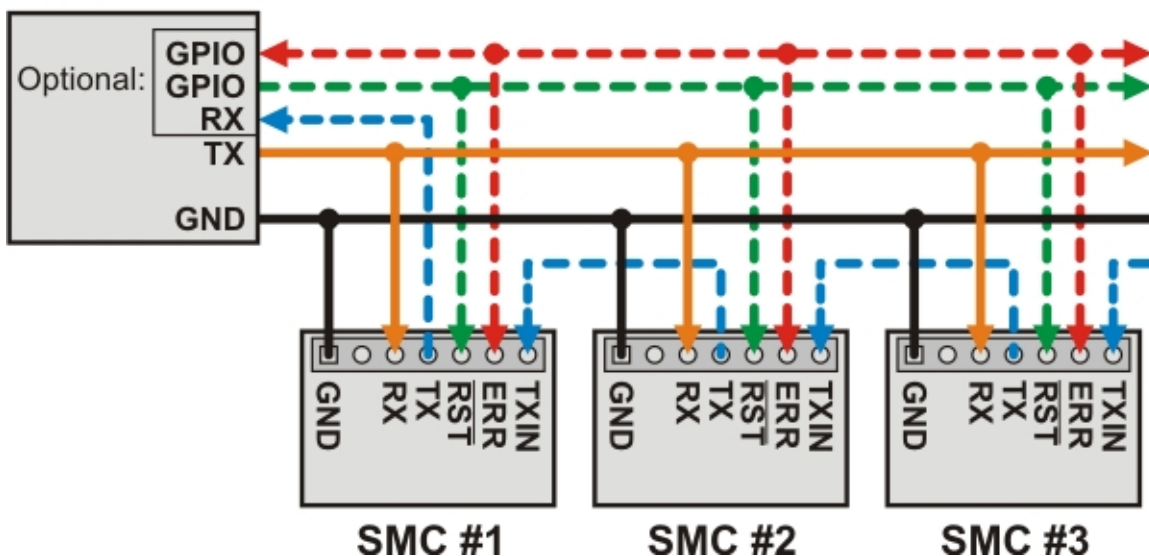 GPIO
Optional: GPIO
RX
TX
GND
GND RX TX RST ERR TXIN
GND RX TX RST ERR TXIN
GND RX TX RST ERR TXIN
SMC #1 SMC #2 SMC #3